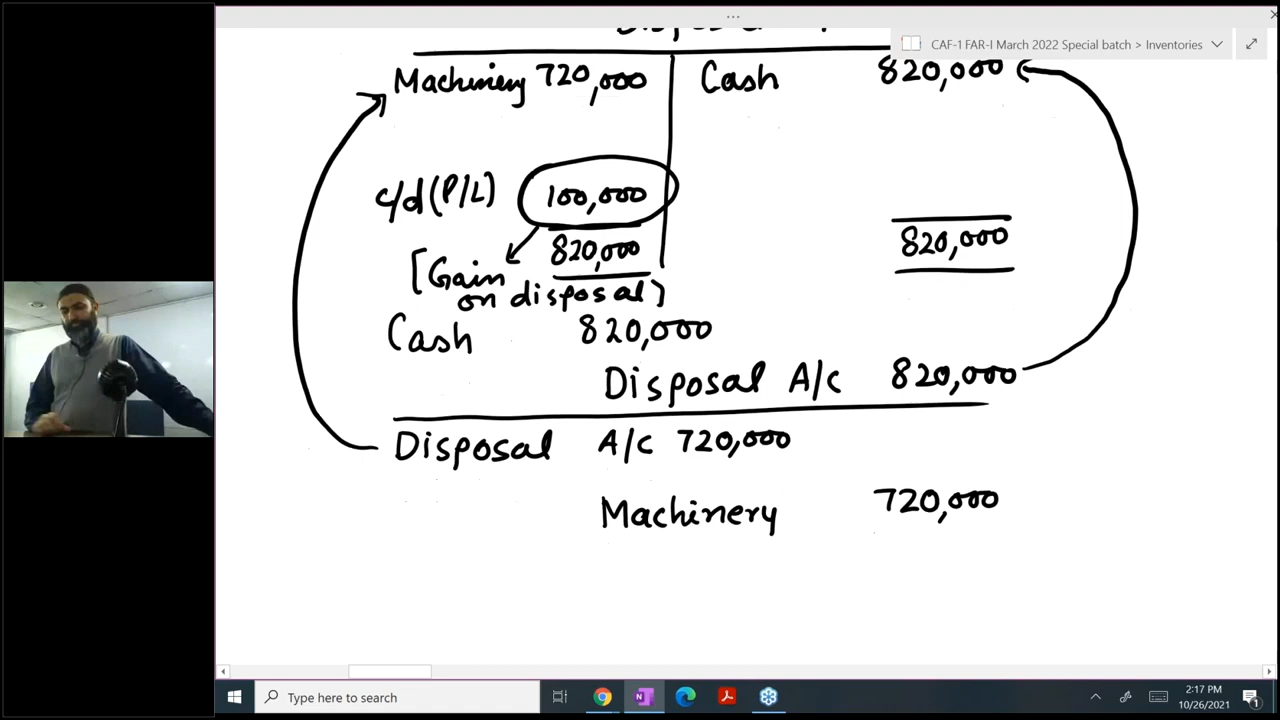 CAF-1 FAR-I March 2022 Special batch > Inventories
Machinery 720,000 Cash 820,000
c/d (P/L) 100,000
820,000 820,000
[Gain on disposal]
Cash 820,000
Disposal A/c 820,000
Disposal A/c 720,000
Machinery 720,000
Type here to search
2:17 PM
10/26/2021